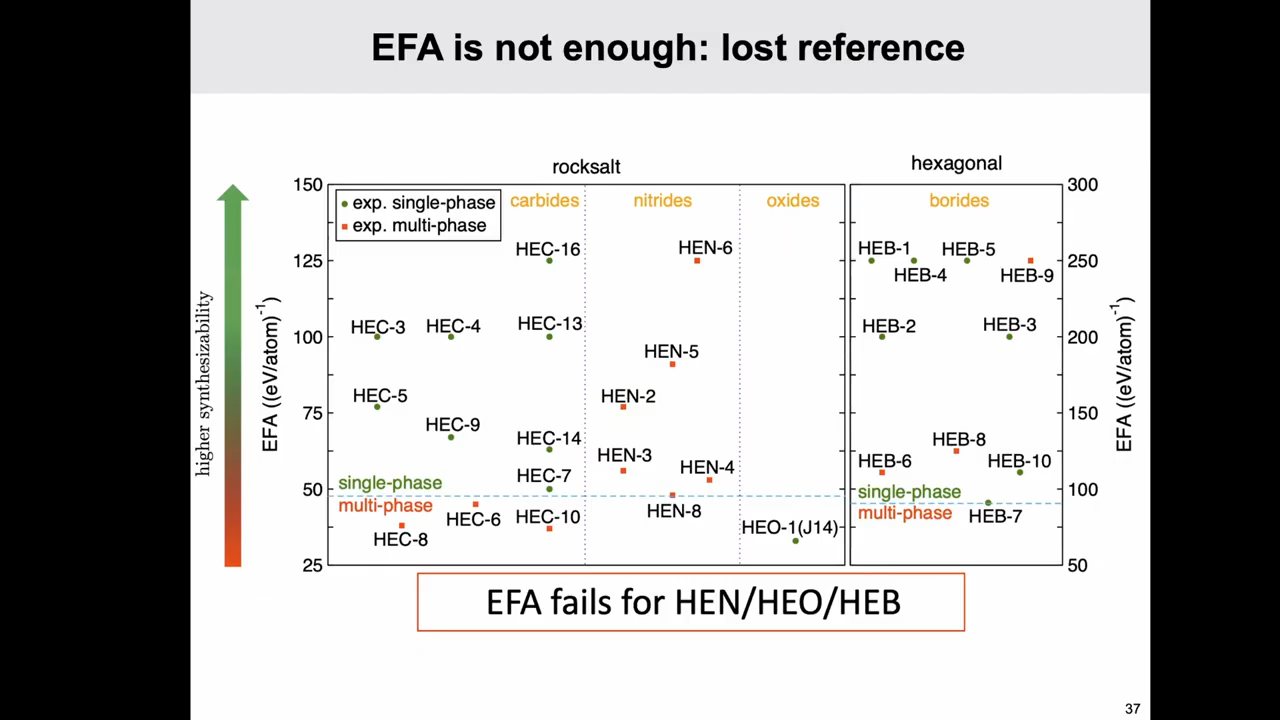 EFA is not enough: lost reference
rocksalt
hexagonal
higher synthesizability
EFA ((eV/atom)⁻¹)
150
125
100
75
50
25
exp. single-phase
exp. multi-phase
carbides
nitrides
oxides
borides
HEC-16
HEC-3
HEC-4
HEC-13
HEC-5
HEC-9
HEC-14
HEC-7
single-phase
multi-phase
HEC-6
HEC-10
HEC-8
HEN-6
HEN-5
HEN-2
HEN-3
HEN-4
HEN-8
HEO-1(J14)
HEB-1
HEB-5
HEB-4
HEB-9
HEB-2
HEB-3
HEB-8
HEB-6
HEB-10
single-phase
multi-phase
HEB-7
300
250
200
150
100
50
EFA ((eV/atom)⁻¹)
EFA fails for HEN/HEO/HEB
37